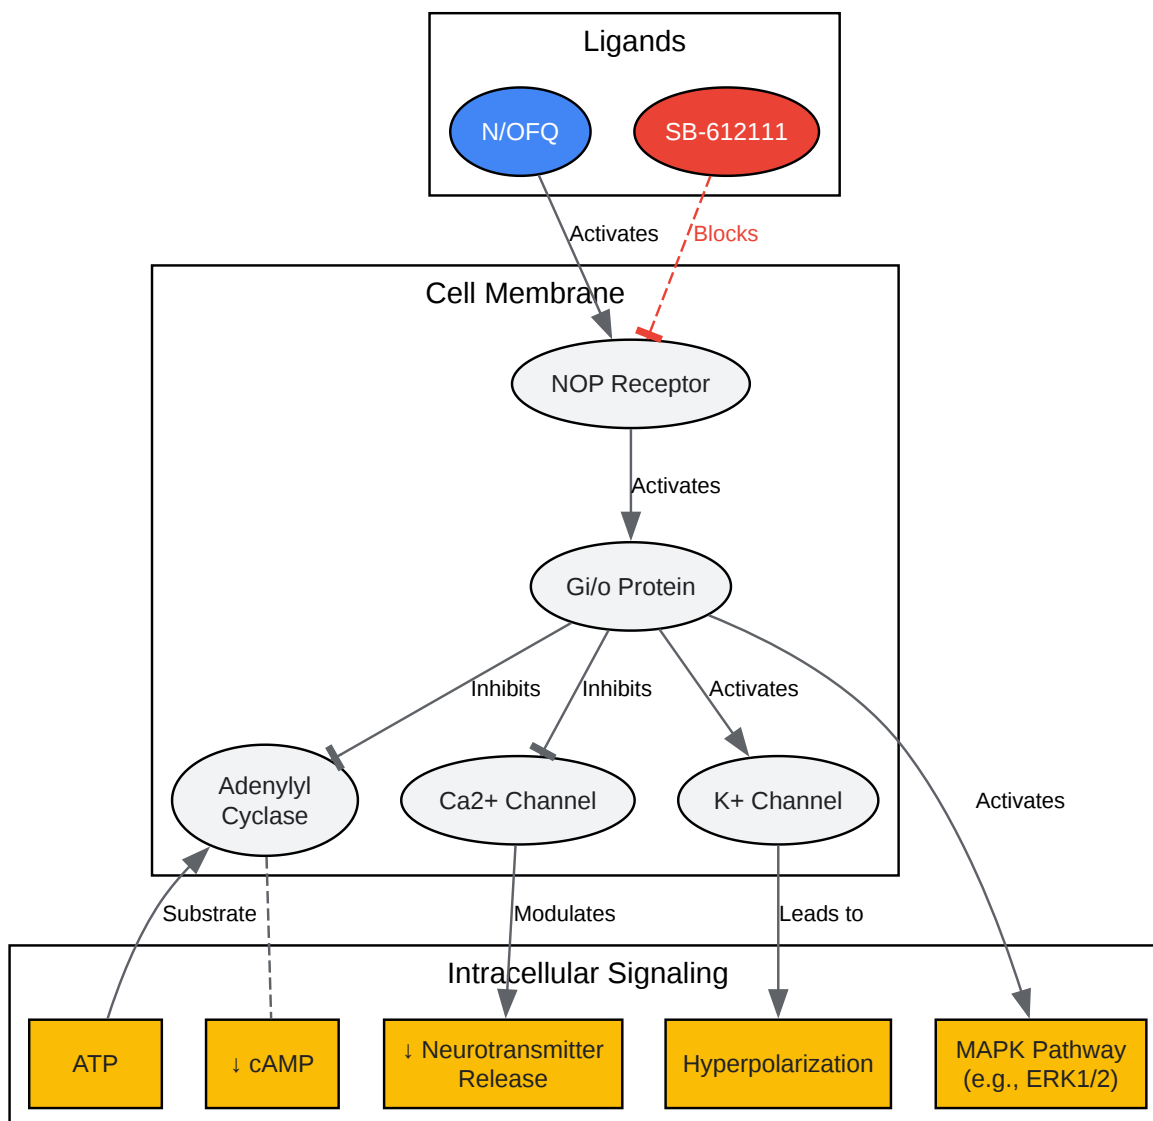 Ligands
N/OFQ
SB-612111
Activates
Blocks
Cell Membrane
NOP Receptor
Activates
Gi/o Protein
Inhibits
Inhibits
Activates
Adenylyl
Cyclase
Ca2+ Channel
K+ Channel
Activates
Substrate
Modulates
Leads to
Intracellular Signaling
ATP
↓ cAMP
↓ Neurotransmitter
Release
Hyperpolarization
MAPK Pathway
(e.g., ERK1/2)